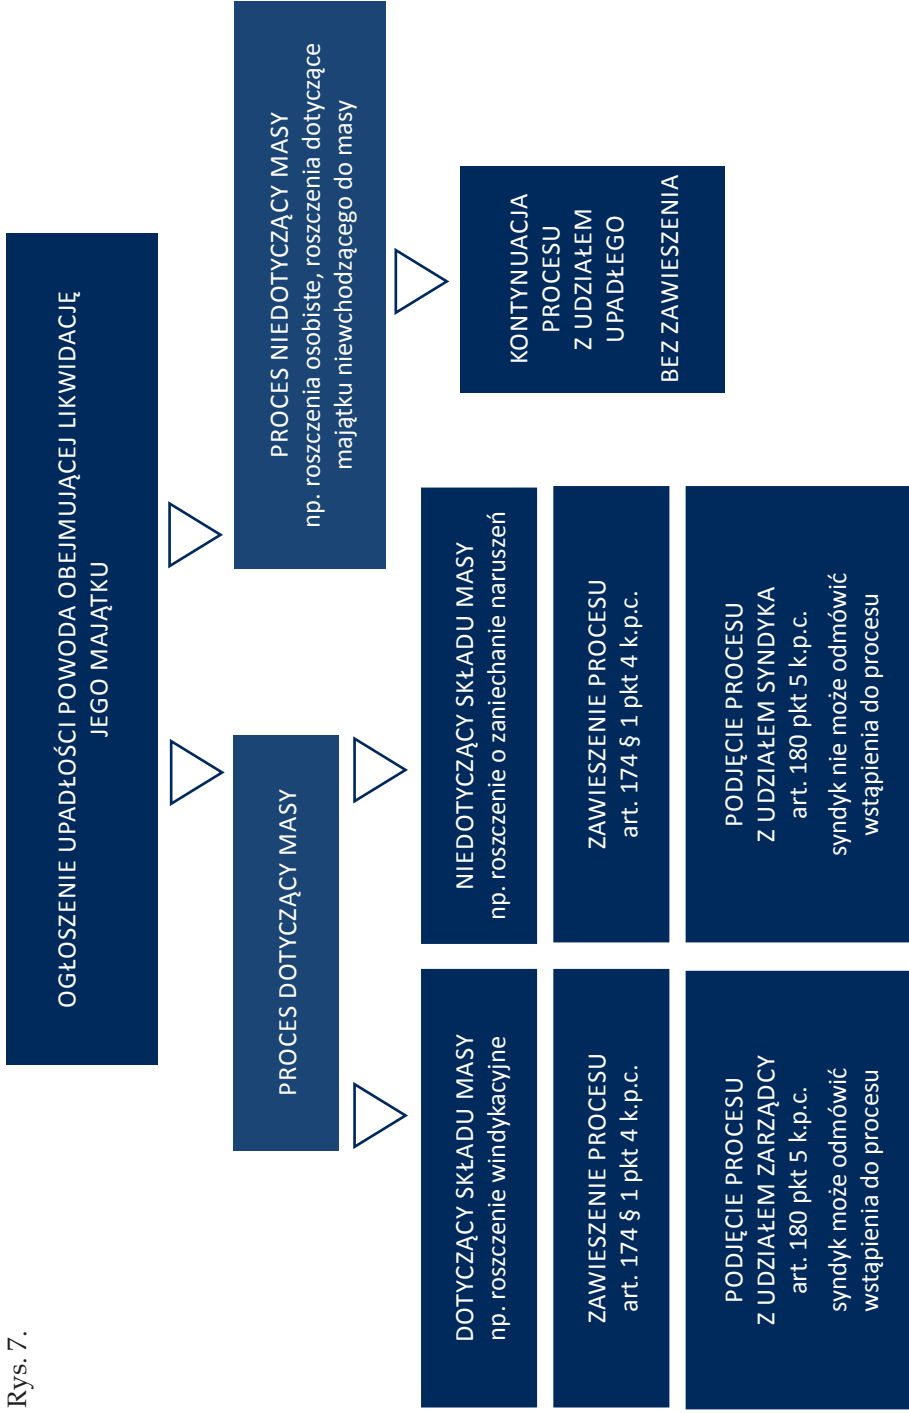 Rys. 7.
OGŁOSZENIE UPADŁOŚCI POWODA OBEJMUJĄCEJ LIKWIDACJĘ
JEGO MAJĄTKU
PROCES DOTYCZĄCY MASY
PROCES NIEDOTYCZĄCY MASY
np. roszczenia osobiste, roszczenia dotyczące
majątku niewchodzącego do masy
DOTYCZĄCY SKŁADU MASY
np. roszczenie windykacyjne
ZAWIESZENIE PROCESU
art. 174 § 1 pkt 4 k.p.c.
PODJĘCIE PROCESU
Z UDZIAŁEM ZARZĄDCY
art. 180 pkt 5 k.p.c.
syndyk może odmówić
wstąpienia do procesu
NIEDOTYCZĄCY SKŁADU MASY
np. roszczenie o zaniechanie naruszeń
ZAWIESZENIE PROCESU
art. 174 § 1 pkt 4 k.p.c.
PODJĘCIE PROCESU
Z UDZIAŁEM SYNDYKA
art. 180 pkt 5 k.p.c.
syndyk nie może odmówić
wstąpienia do procesu
KONTYNUACJA
PROCESU
Z UDZIAŁEM
UPADŁEGO
BEZ ZAWIESZENIA